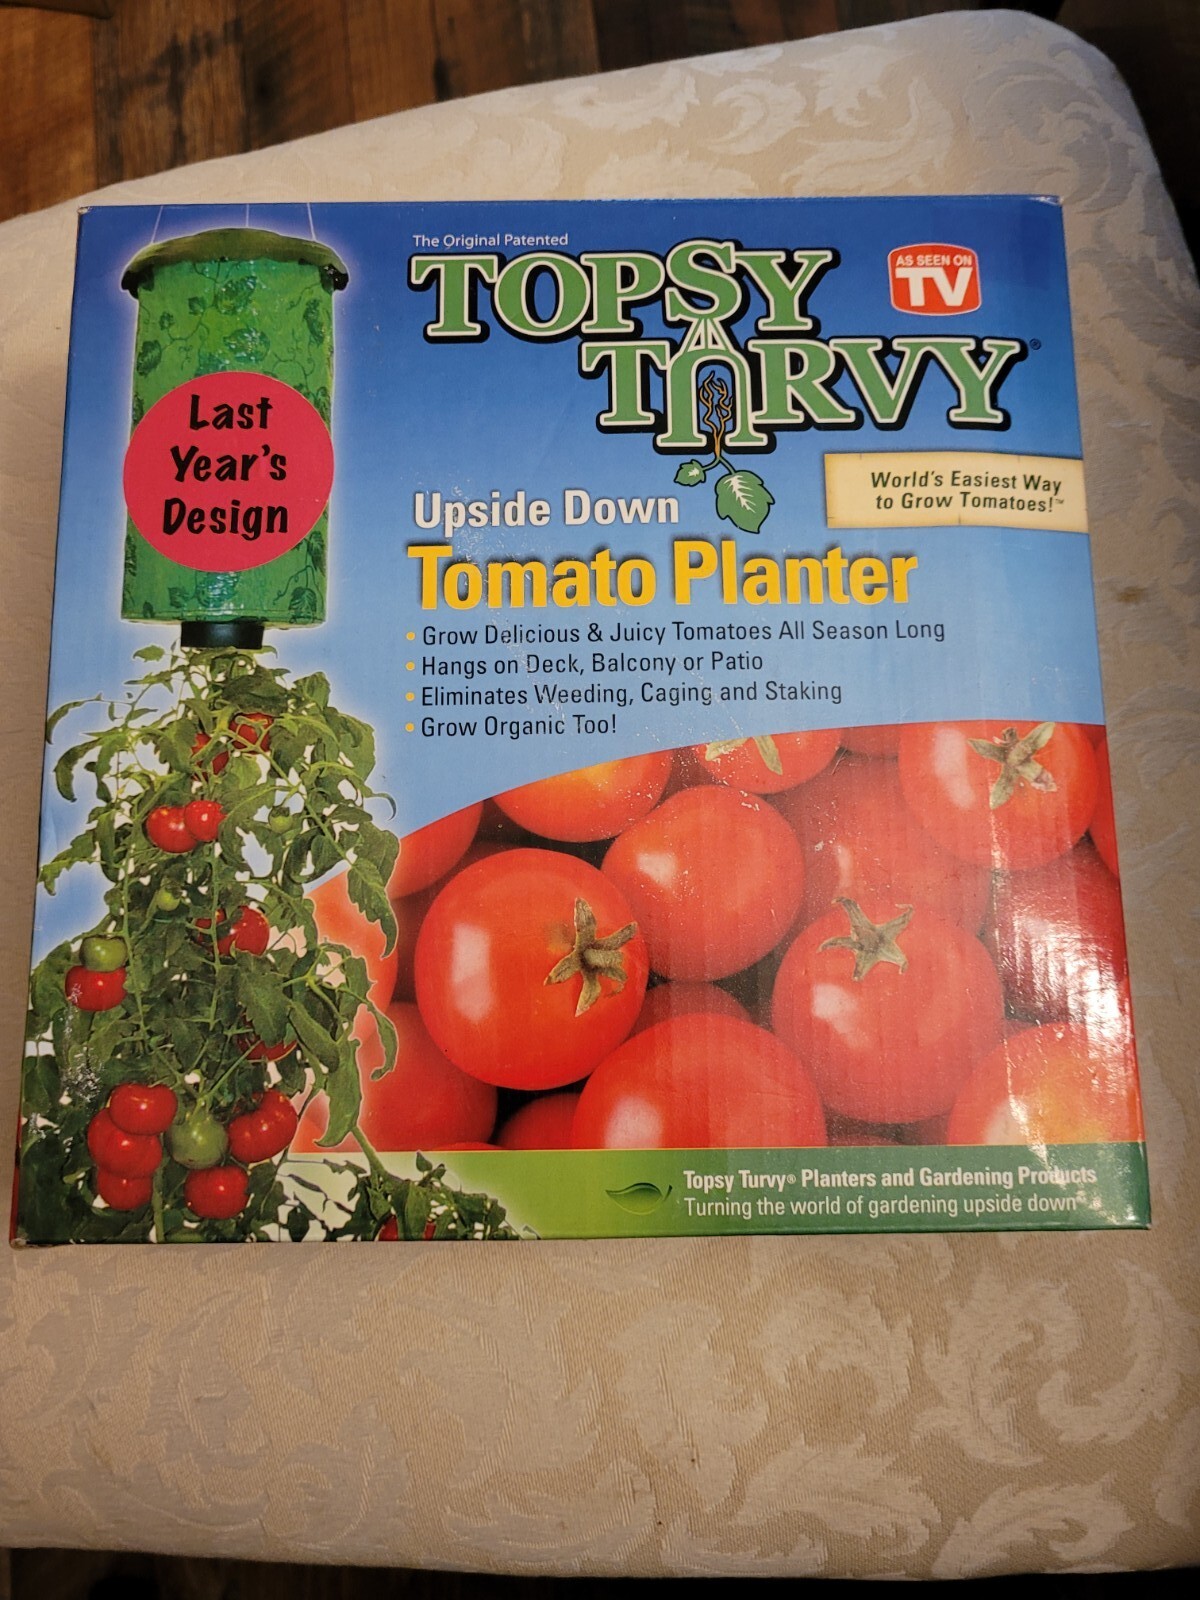 The Original Patented
TOPSY
TURVY®
AS SEEN ON
TV
Last
Year's
Design
World's Easiest Way
to Grow Tomatoes!™
Upside Down
Tomato Planter
• Grow Delicious & Juicy Tomatoes All Season Long
• Hangs on Deck, Balcony or Patio
• Eliminates Weeding, Caging and Staking
• Grow Organic Too!
Topsy Turvy® Planters and Gardening Products
Turning the world of gardening upside down®